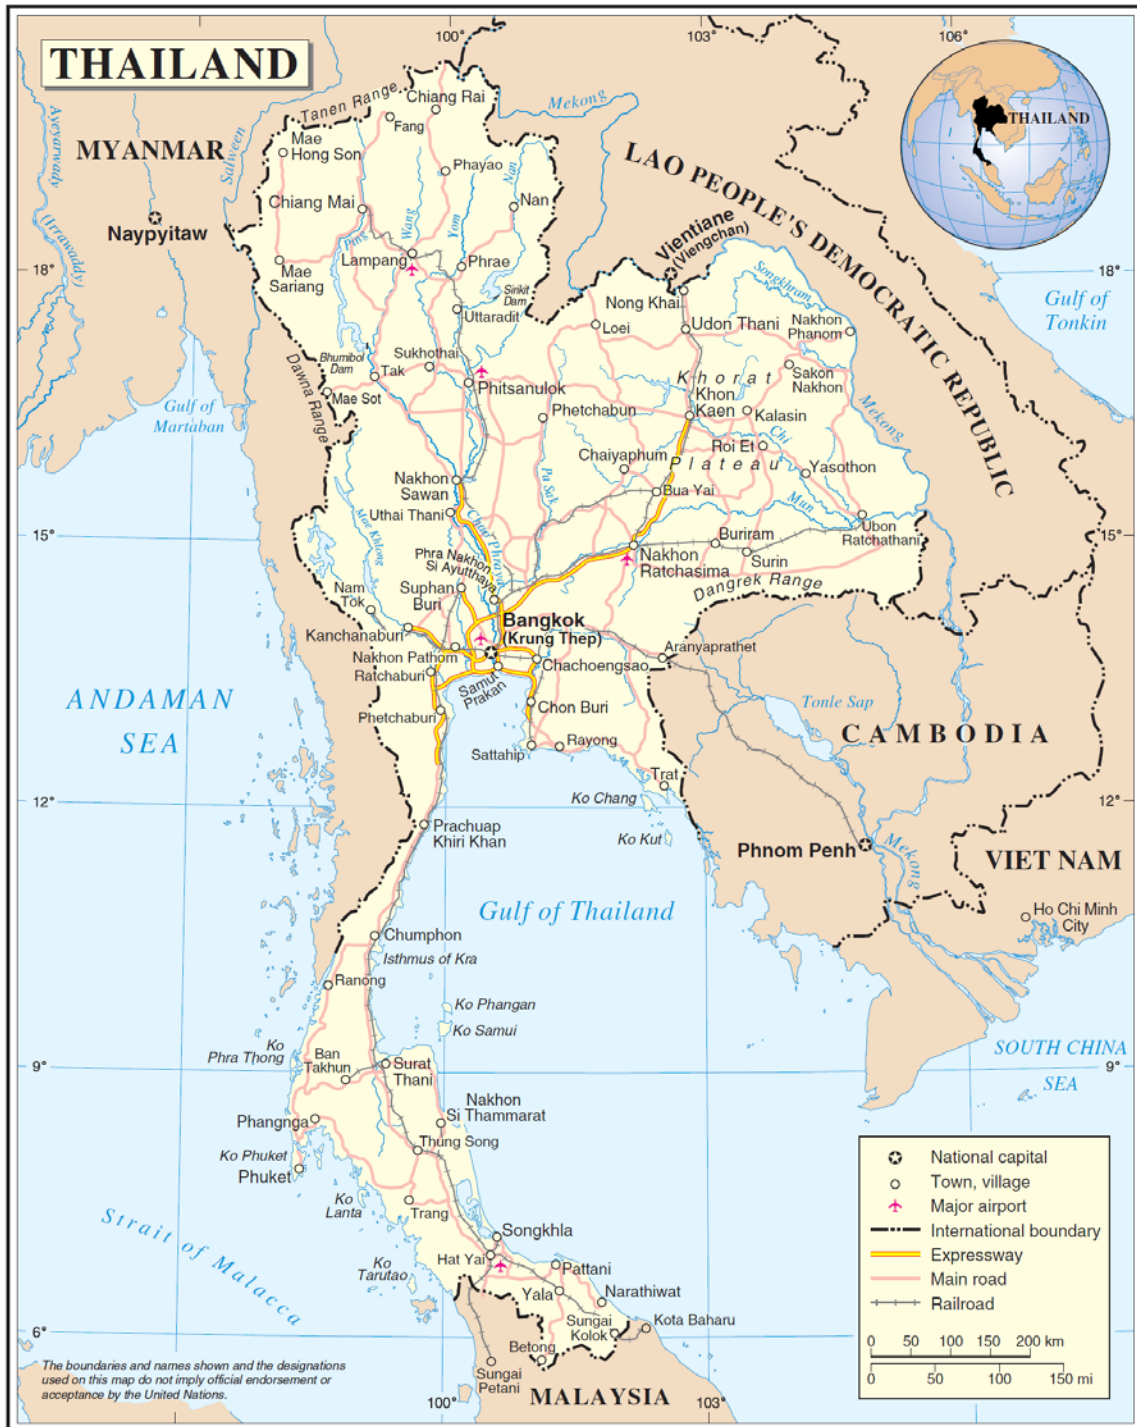 THAILAND
100°
103°
106°
MYANMAR
Naypyitaw
Ayeyarwady
(Irrawaddy)
Salween
Mekong
Tanen Range
Chiang Rai
Fang
Mae
Hong Son
Phayao
Nan
Nan
Chiang Mai
Ping
Wang
Yom
Lampang
Phrae
Mae
Sariang
Sirikit
Dam
Uttaradit
LAO PEOPLE'S DEMOCRATIC REPUBLIC
Vientiane
(Viengchan)
THAILAND
18°
18°
Gulf of
Tonkin
Songkhram
Nong Khai
Loei
Udon Thani
Nakhon
Phanom
Sukhothai
Bhumibol
Dam
Tak
Phitsanulok
Mae Sot
Dawna Range
Gulf of
Martaban
Sakon
Nakhon
Khorat
Plateau
Khon
Kaen
Kalasin
Mekong
Phetchabun
Chi
Roi Et
Chaiyaphum
Yasothon
Pa Sak
Bua Yai
Mun
Nakhon
Sawan
Uthai Thani
Mae Khlong
Chao Phraya
Ubon
Ratchathani
Buriram
Surin
15°
15°
Phra Nakhon
Si Ayutthaya
Nakhon
Ratchasima
Dangrek Range
Nam
Tok
Suphan
Buri
Bangkok
(Krung Thep)
Kanchanaburi
Aranyaprathet
Nakhon Pathom
Ratchaburi
Chachoengsao
Samut
Prakan
Phetchaburi
Chon Buri
Tonle Sap
ANDAMAN
SEA
CAMBODIA
Sattahip
Rayong
Trat
Ko Chang
12°
12°
Prachuap
Khiri Khan
Ko Kut
Phnom Penh
Mekong
VIET NAM
Gulf of Thailand
Ho Chi Minh
City
Chumphon
Isthmus of Kra
Ranong
Ko Phangan
Ko Samui
Ko
Phra Thong
Ban
Takhun
Surat
Thani
SOUTH CHINA
SEA
9°
9°
Nakhon
Si Thammarat
Phangnga
Thung Song
Ko Phuket
Phuket
Ko
Lanta
Trang
Strait of Malacca
Songkhla
Hat Yai
Ko
Tarutao
Pattani
Yala
Narathiwat
Sungai
Kolok
Kota Baharu
6°
Betong
Sungai
Petani
MALAYSIA
100°
103°
National capital
Town, village
Major airport
International boundary
Expressway
Main road
Railroad
0 50 100 150 200 km
0 50 100 150 mi
The boundaries and names shown and the designations
used on this map do not imply official endorsement or
acceptance by the United Nations.